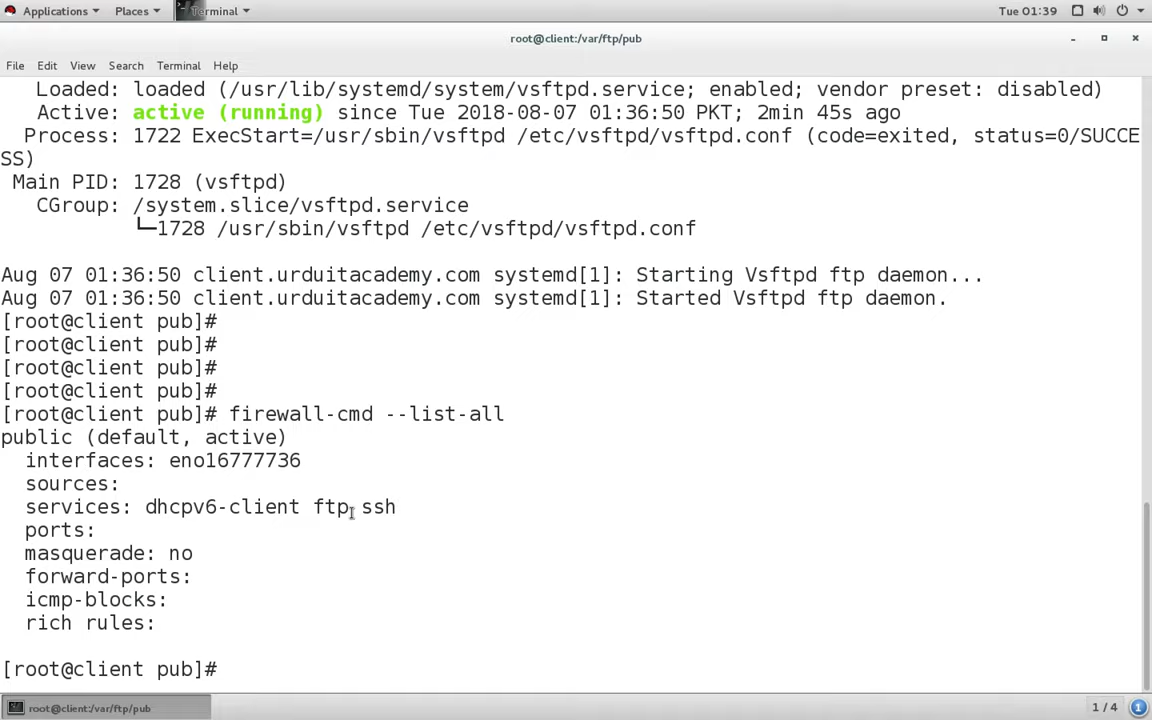 Applications Places Terminal Tue 01:39
root@client:/var/ftp/pub
File Edit View Search Terminal Help
Loaded: loaded (/usr/lib/systemd/system/vsftpd.service; enabled; vendor preset: disabled)
Active: active (running) since Tue 2018-08-07 01:36:50 PKT; 2min 45s ago
Process: 1722 ExecStart=/usr/sbin/vsftpd /etc/vsftpd/vsftpd.conf (code=exited, status=0/SUCCE
SS)
Main PID: 1728 (vsftpd)
CGroup: /system.slice/vsftpd.service
└─1728 /usr/sbin/vsftpd /etc/vsftpd/vsftpd.conf
Aug 07 01:36:50 client.urduitacademy.com systemd[1]: Starting Vsftpd ftp daemon...
Aug 07 01:36:50 client.urduitacademy.com systemd[1]: Started Vsftpd ftp daemon.
[root@client pub]#
[root@client pub]#
[root@client pub]#
[root@client pub]#
[root@client pub]# firewall-cmd --list-all
public (default, active)
interfaces: eno16777736
sources:
services: dhcpv6-client ftp ssh
ports:
masquerade: no
forward-ports:
icmp-blocks:
rich rules:
[root@client pub]#
root@client:/var/ftp/pub 1 / 4 1